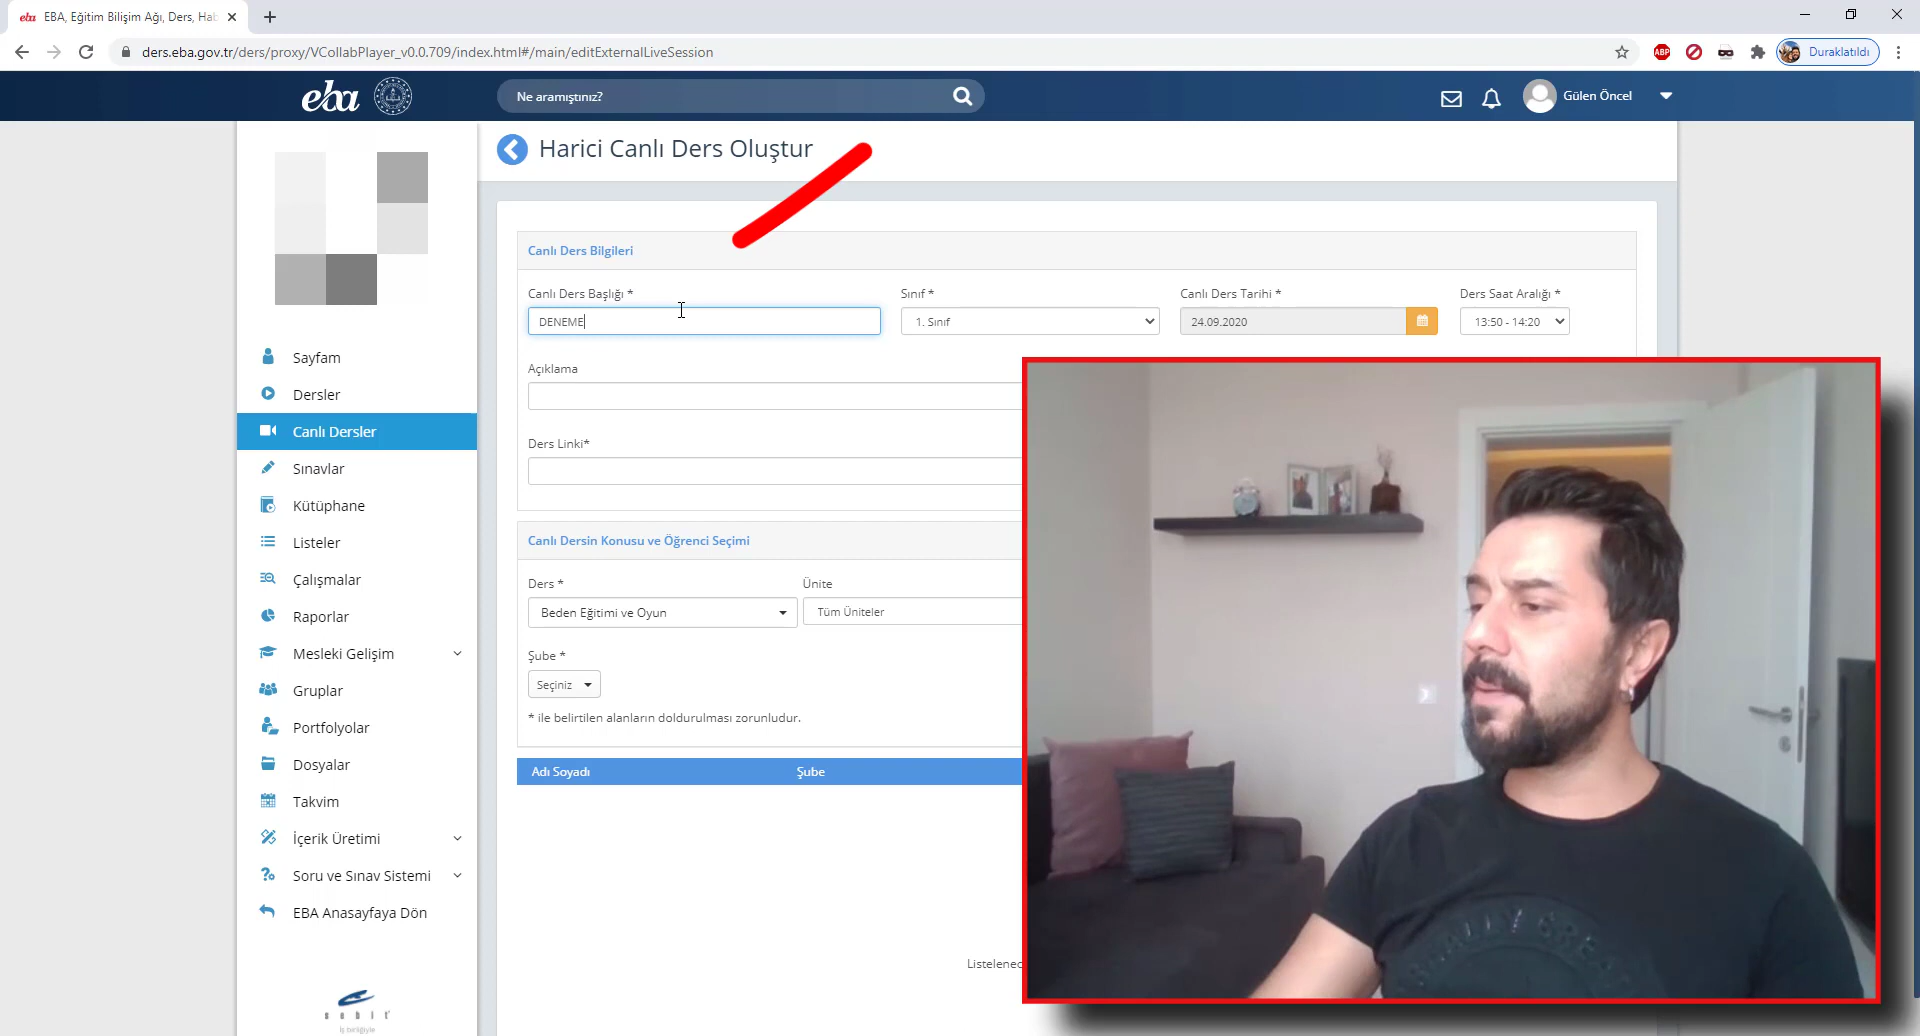 eba EBA, Eğitim Bilişim Ağı, Ders, Hab
ders.eba.gov.tr/ders/proxy/VCollabPlayer_v0.0.709/index.html#/main/editExternalLiveSession
ABP
Duraklatıldı
eba
Ne aramıştınız?
Gülen Öncel
Harici Canlı Ders Oluştur
Canlı Ders Bilgileri
Canlı Ders Başlığı * Sınıf * Canlı Ders Tarihi * Ders Saat Aralığı *
DENEME 1. Sınıf 24.09.2020 13:50 - 14:20
Açıklama
Ders Linki*
Canlı Dersin Konusu ve Öğrenci Seçimi
Ders * Ünite
Beden Eğitimi ve Oyun Tüm Üniteler
Şube *
Seçiniz
* ile belirtilen alanların doldurulması zorunludur.
Adı Soyadı Şube
Sayfam
Dersler
Canlı Dersler
Sınavlar
Kütüphane
Listeler
Çalışmalar
Raporlar
Mesleki Gelişim
Gruplar
Portfolyolar
Dosyalar
Takvim
İçerik Üretimi
Soru ve Sınav Sistemi
EBA Anasayfaya Dön
sebit
İş birliğiyle
Listelenec